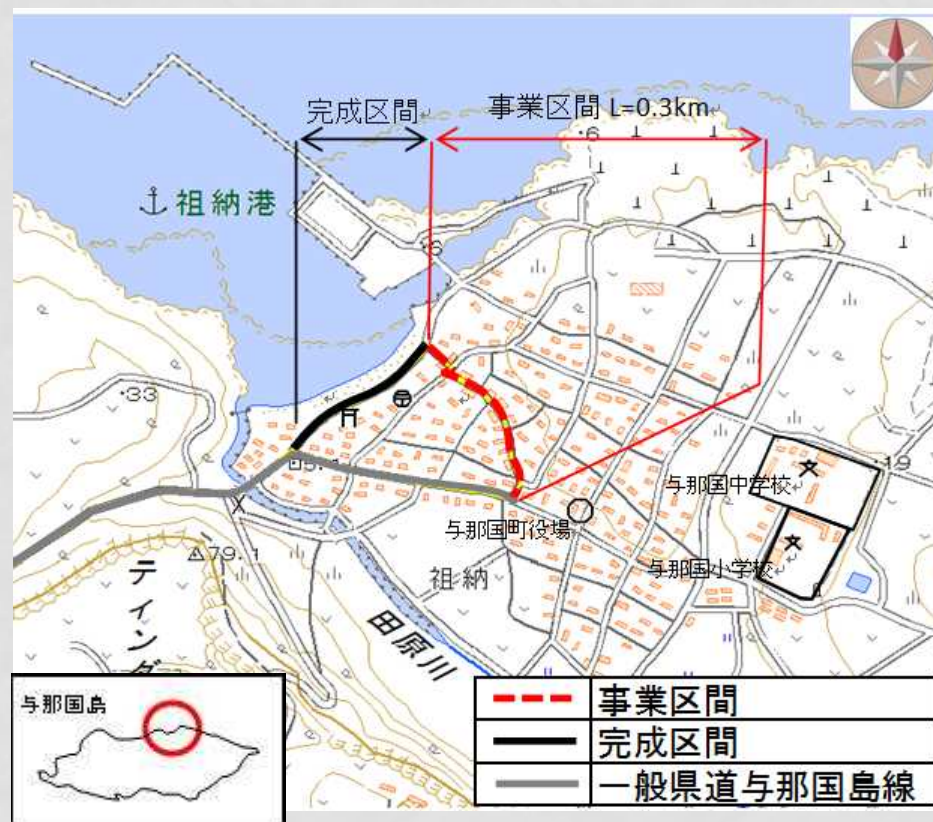 完成区間
事業区間 L=0.3km
6
祖納港
6
33
19
与那国中学校
与那国町役場
79.1
与那国小学校
祖納
ティンダ
田原川
与那国島
事業区間
完成区間
一般県道与那国島線